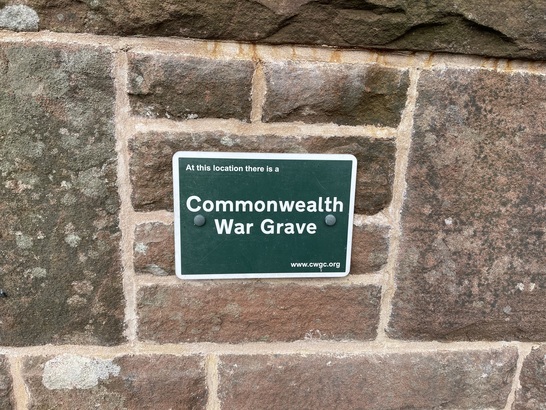 At this location there is a
Commonwealth
War Grave
www.cwgc.org